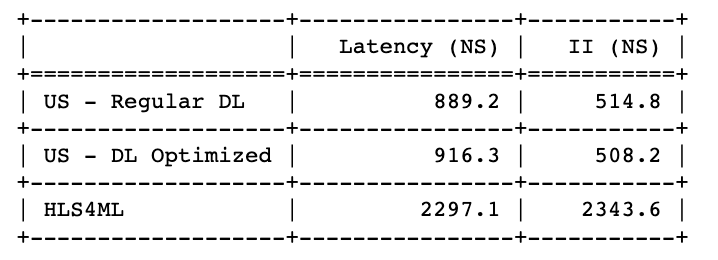 +-------------------+-----------------+-----------+
|                   |    Latency (NS) |   II (NS) |
+===================+=================+===========+
| US - Regular DL   |           889.2 |     514.8 |
+-------------------+-----------------+-----------+
| US - DL Optimized |           916.3 |     508.2 |
+-------------------+-----------------+-----------+
| HLS4ML            |          2297.1 |    2343.6 |
+-------------------+-----------------+-----------+